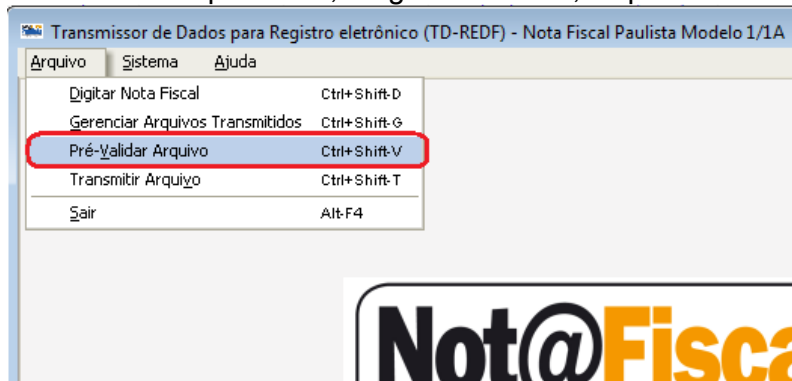 Transmissor de Dados para Registro eletrônico (TD-REDF) - Nota Fiscal Paulista Modelo 1/1A
Arquivo Sistema Ajuda
Digitar Nota Fiscal Ctrl+Shift-D
Gerenciar Arquivos Transmitidos Ctrl+Shift-G
Pré-Validar Arquivo Ctrl+Shift-V
Transmitir Arquivo Ctrl+Shift-T
Sair Alt-F4
Not@Fisca